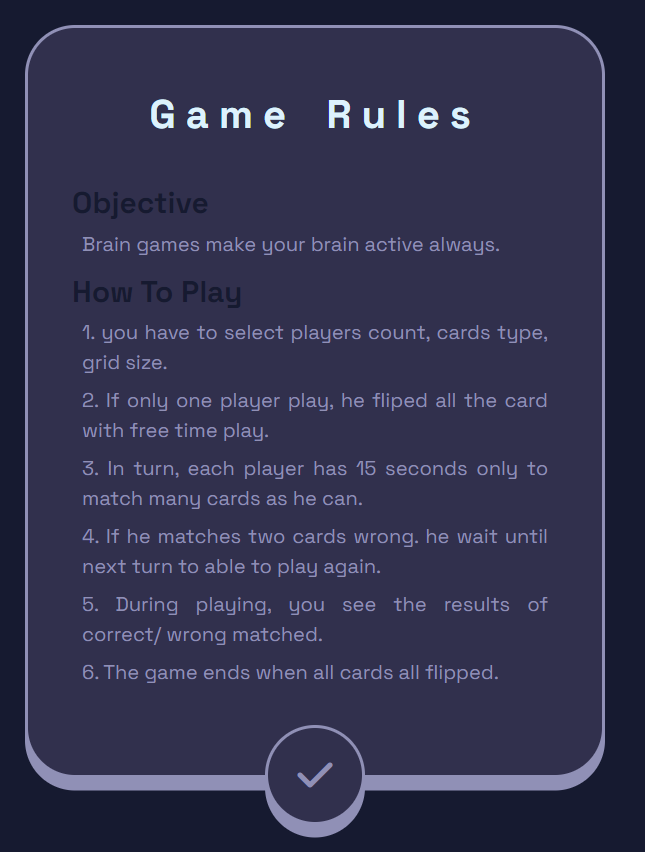 Game Rules
Objective
Brain games make your brain active always.
How To Play
1. you have to select players count, cards type,
grid size.
2. If only one player play, he fliped all the card
with free time play.
3. In turn, each player has 15 seconds only to
match many cards as he can.
4. If he matches two cards wrong. he wait until
next turn to able to play again.
5. During playing, you see the results of
correct/ wrong matched.
6. The game ends when all cards all flipped.